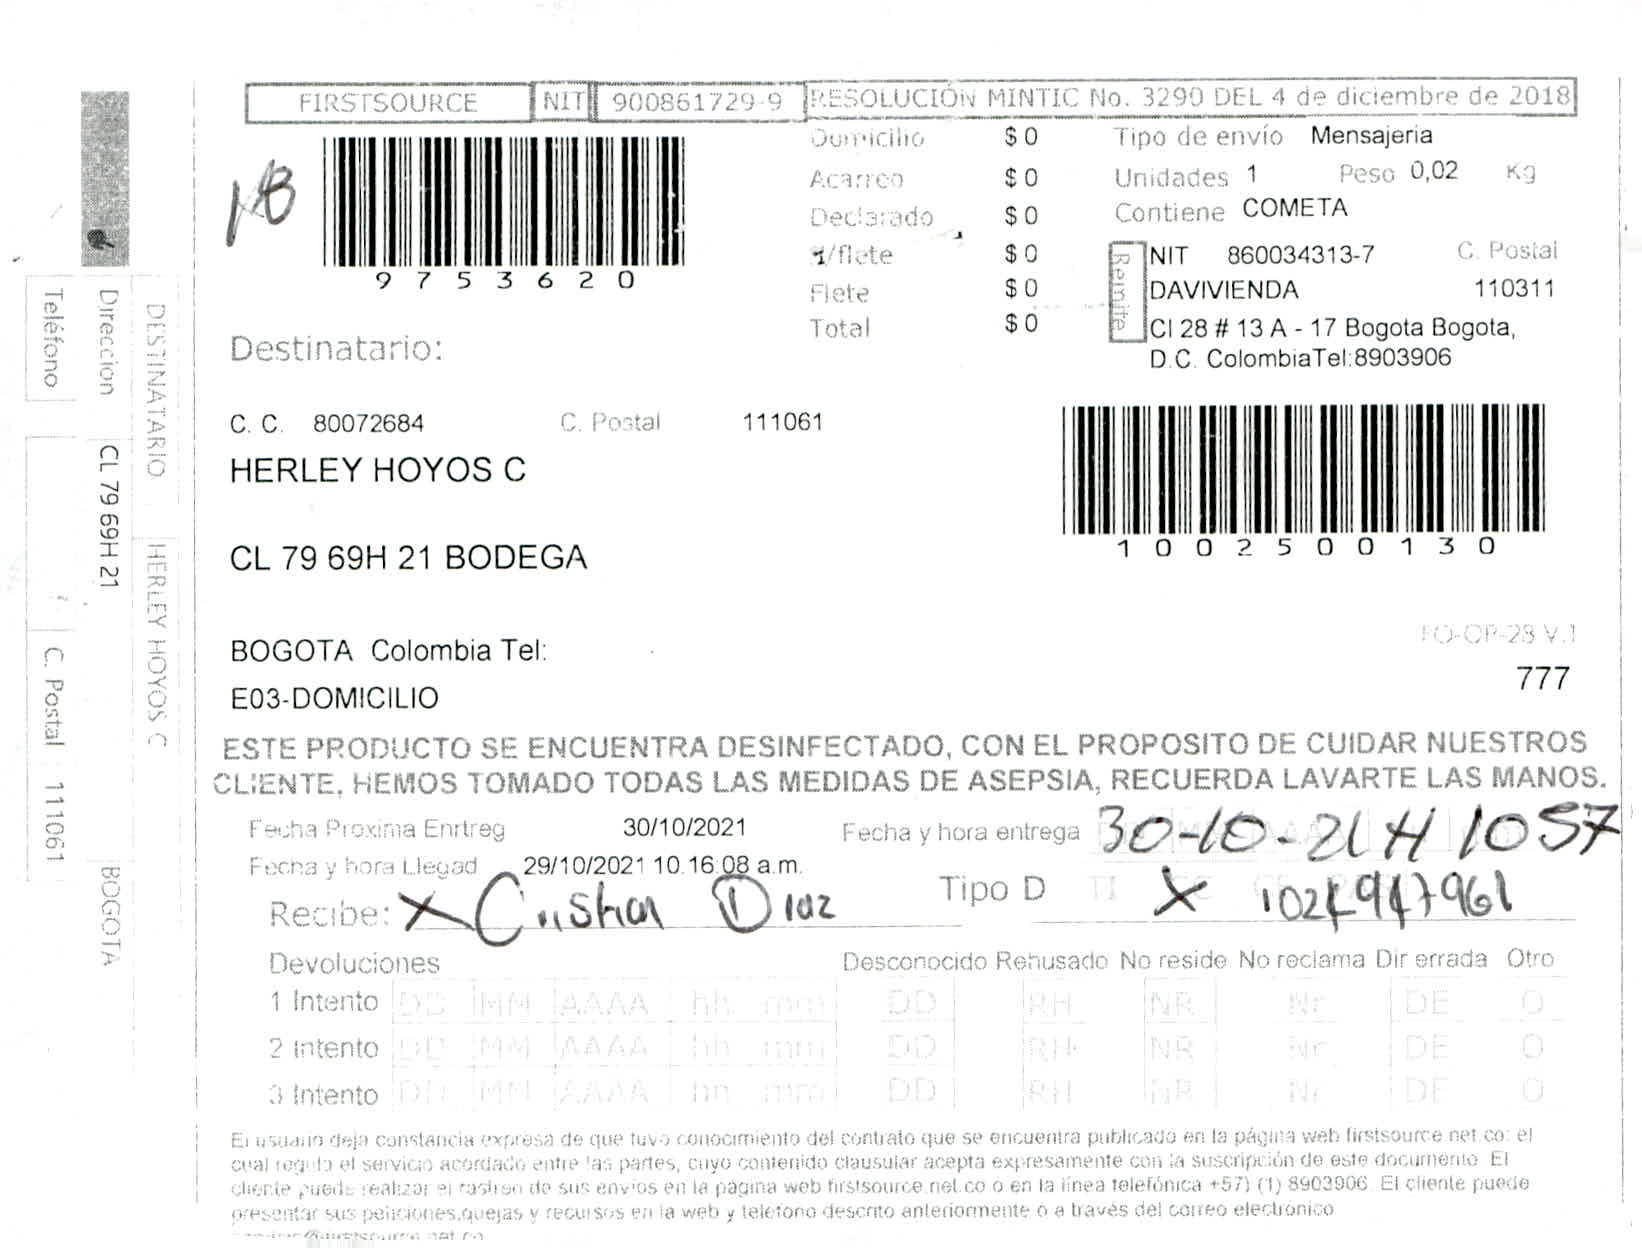 FIRSTSOURCE NIT 900861729-9 RESOLUCIÓN MINTIC No. 3290 DEL 4 de diciembre de 2018
Domicilio $ 0 Tipo de envío Mensajeria
Acarreo $ 0 Unidades 1 Peso 0,02 Kg
Declarado $ 0 Contiene COMETA
/flete $ 0
Flete $ 0
Total $ 0
Remite
NIT 860034313-7 C. Postal
DAVIVIENDA 110311
Cl 28 # 13 A - 17 Bogota Bogota,
D.C. ColombiaTel:8903906
9753620
Destinatario:
C. C. 80072684 C. Postal 111061
HERLEY HOYOS C
CL 79 69H 21 BODEGA
1002500130
BOGOTA Colombia Tel:
E03-DOMICILIO
FO-OP-28 V.1
777
ESTE PRODUCTO SE ENCUENTRA DESINFECTADO, CON EL PROPOSITO DE CUIDAR NUESTROS
CLIENTE, HEMOS TOMADO TODAS LAS MEDIDAS DE ASEPSIA, RECUERDA LAVARTE LAS MANOS.
Fecha Proxima Enrtreg 30/10/2021 Fecha y hora entrega 30-10-21 H 1057
Fecha y hora Llegad 29/10/2021 10.16:08 a.m.
Recibe: X Cristian Diaz Tipo D TI X 1024947961
Devoluciones Desconocido Rehusado No reside No reclama Dir errada Otro
1 Intento DD MM AAAA hh mm DD RH NR Nr DE O
2 Intento DD MM AAAA hh mm DD RH NR Nr DE O
3 Intento DD MM AAAA hh mm DD RH NR Nr DE O
El usuario deja constancia expresa de que tuvo conocimiento del contrato que se encuentra publicado en la página web firstsource.net.co: el
cual regula el servicio acordado entre las partes, cuyo contenido clausular acepta expresamente con la suscripción de este documento. El
cliente puede realizar el rastreo de sus envios en la página web firstsource.net.co o en la línea telefónica +57) (1) 8903906. El cliente puede
presentar sus peticiones,quejas y recursos en la web y telefono descrito anteriormente o a través del correo electronico
DESTINATARIO HERLEY HOYOS C
Direccion CL 79 69H 21 BOGOTA
Teléfono C. Postal 111061